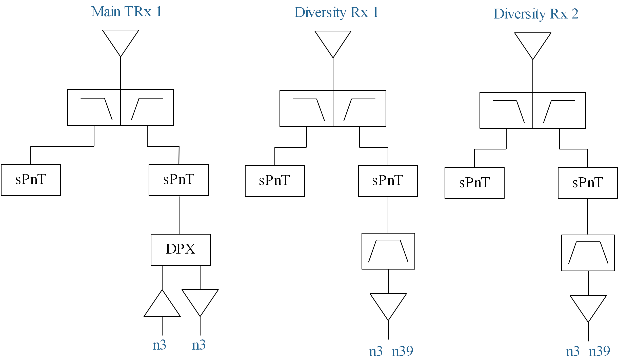 Main TRx 1 Diversity Rx 1 Diversity Rx 2
sPnT sPnT sPnT sPnT sPnT sPnT
DPX
n3 n3 n3 n39 n3 n39